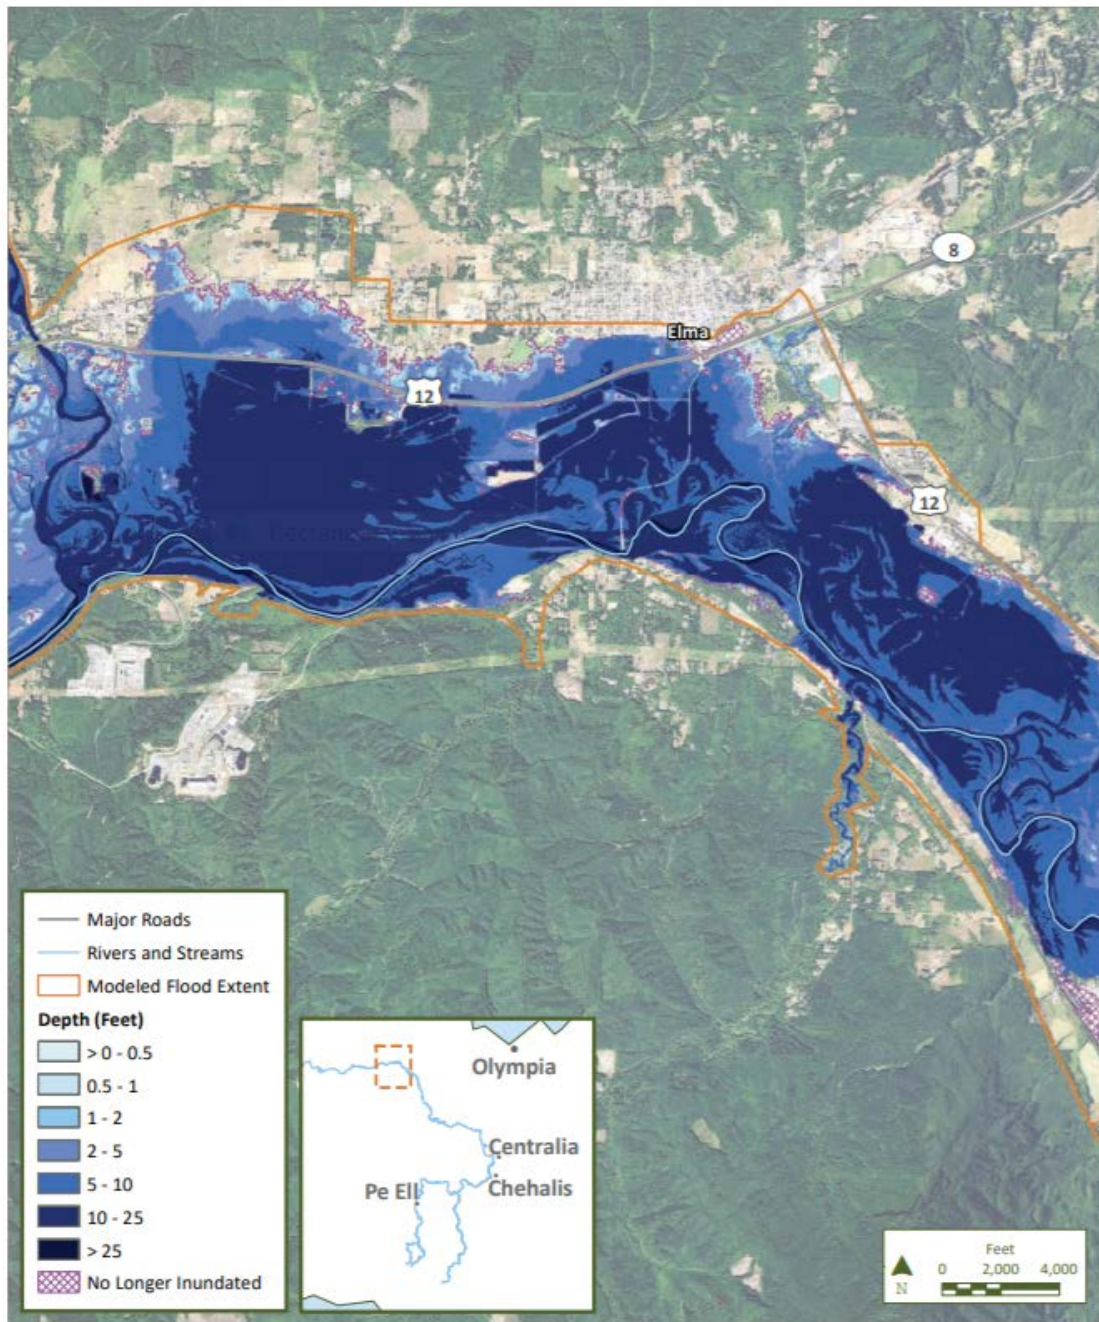 8
Elma
12
12
Major Roads
Rivers and Streams
Modeled Flood Extent
Depth (Feet)
> 0 - 0.5
0.5 - 1
1 - 2
2 - 5
5 - 10
10 - 25
> 25
No Longer Inundated
Olympia
Centralia
Chehalis
Pe Ell
Feet
N
0 2,000 4,000